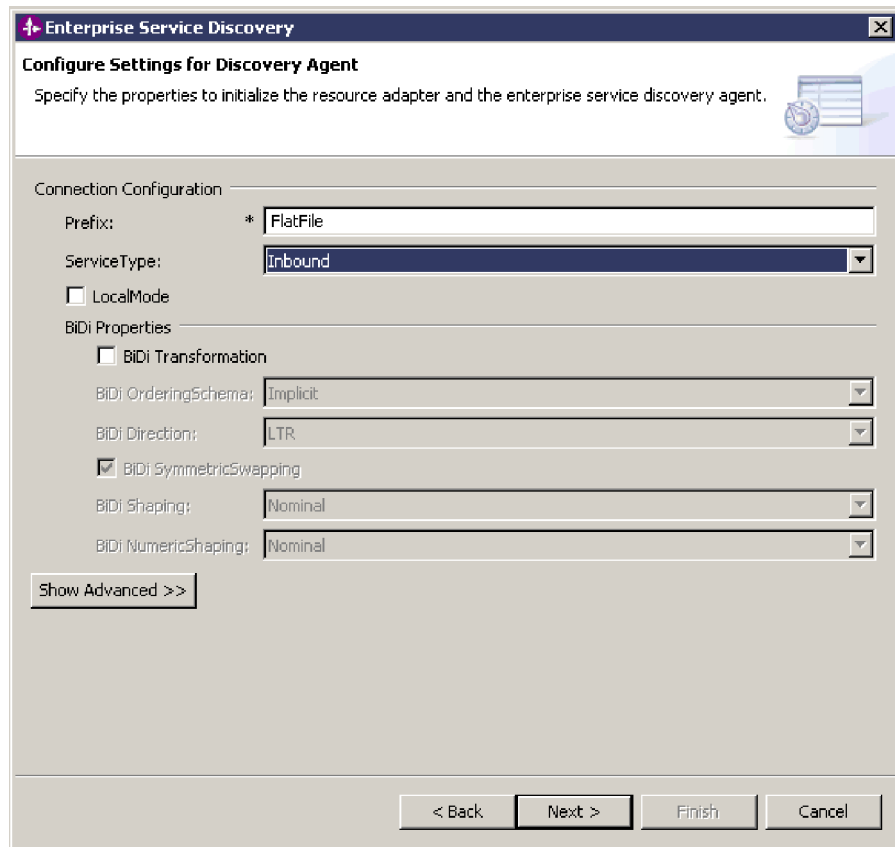 Enterprise Service Discovery
Configure Settings for Discovery Agent
Specify the properties to initialize the resource adapter and the enterprise service discovery agent.
Connection Configuration
Prefix: * FlatFile
ServiceType: Inbound
LocalMode
BiDi Properties
BiDi Transformation
BiDi OrderingSchema: Implicit
BiDi Direction: LTR
BiDi SymmetricSwapping
BiDi Shaping: Nominal
BiDi NumericShaping: Nominal
Show Advanced >>
< Back Next > Finish Cancel